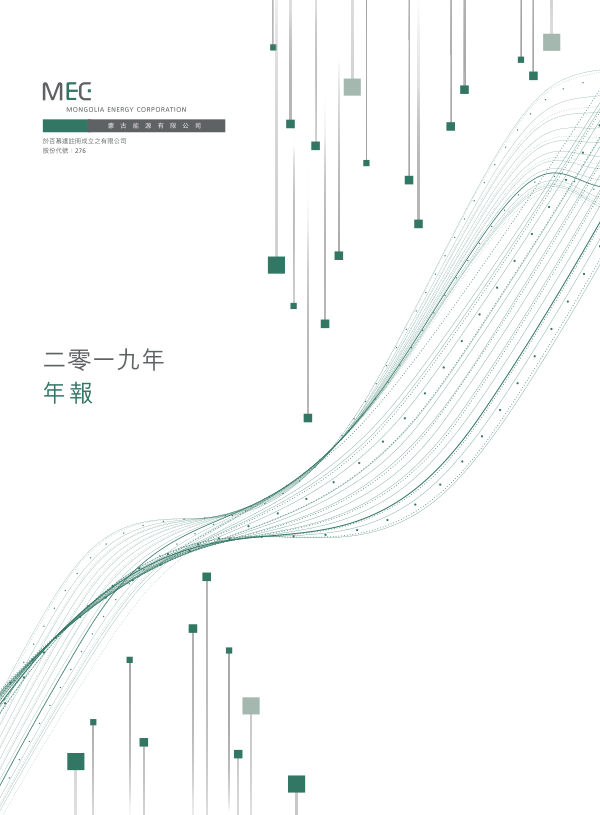 MEC
MONGOLIA ENERGY CORPORATION
蒙古能源有限公司
於百慕達註冊成立之有限公司
股份代號：276
二零一九年
年報